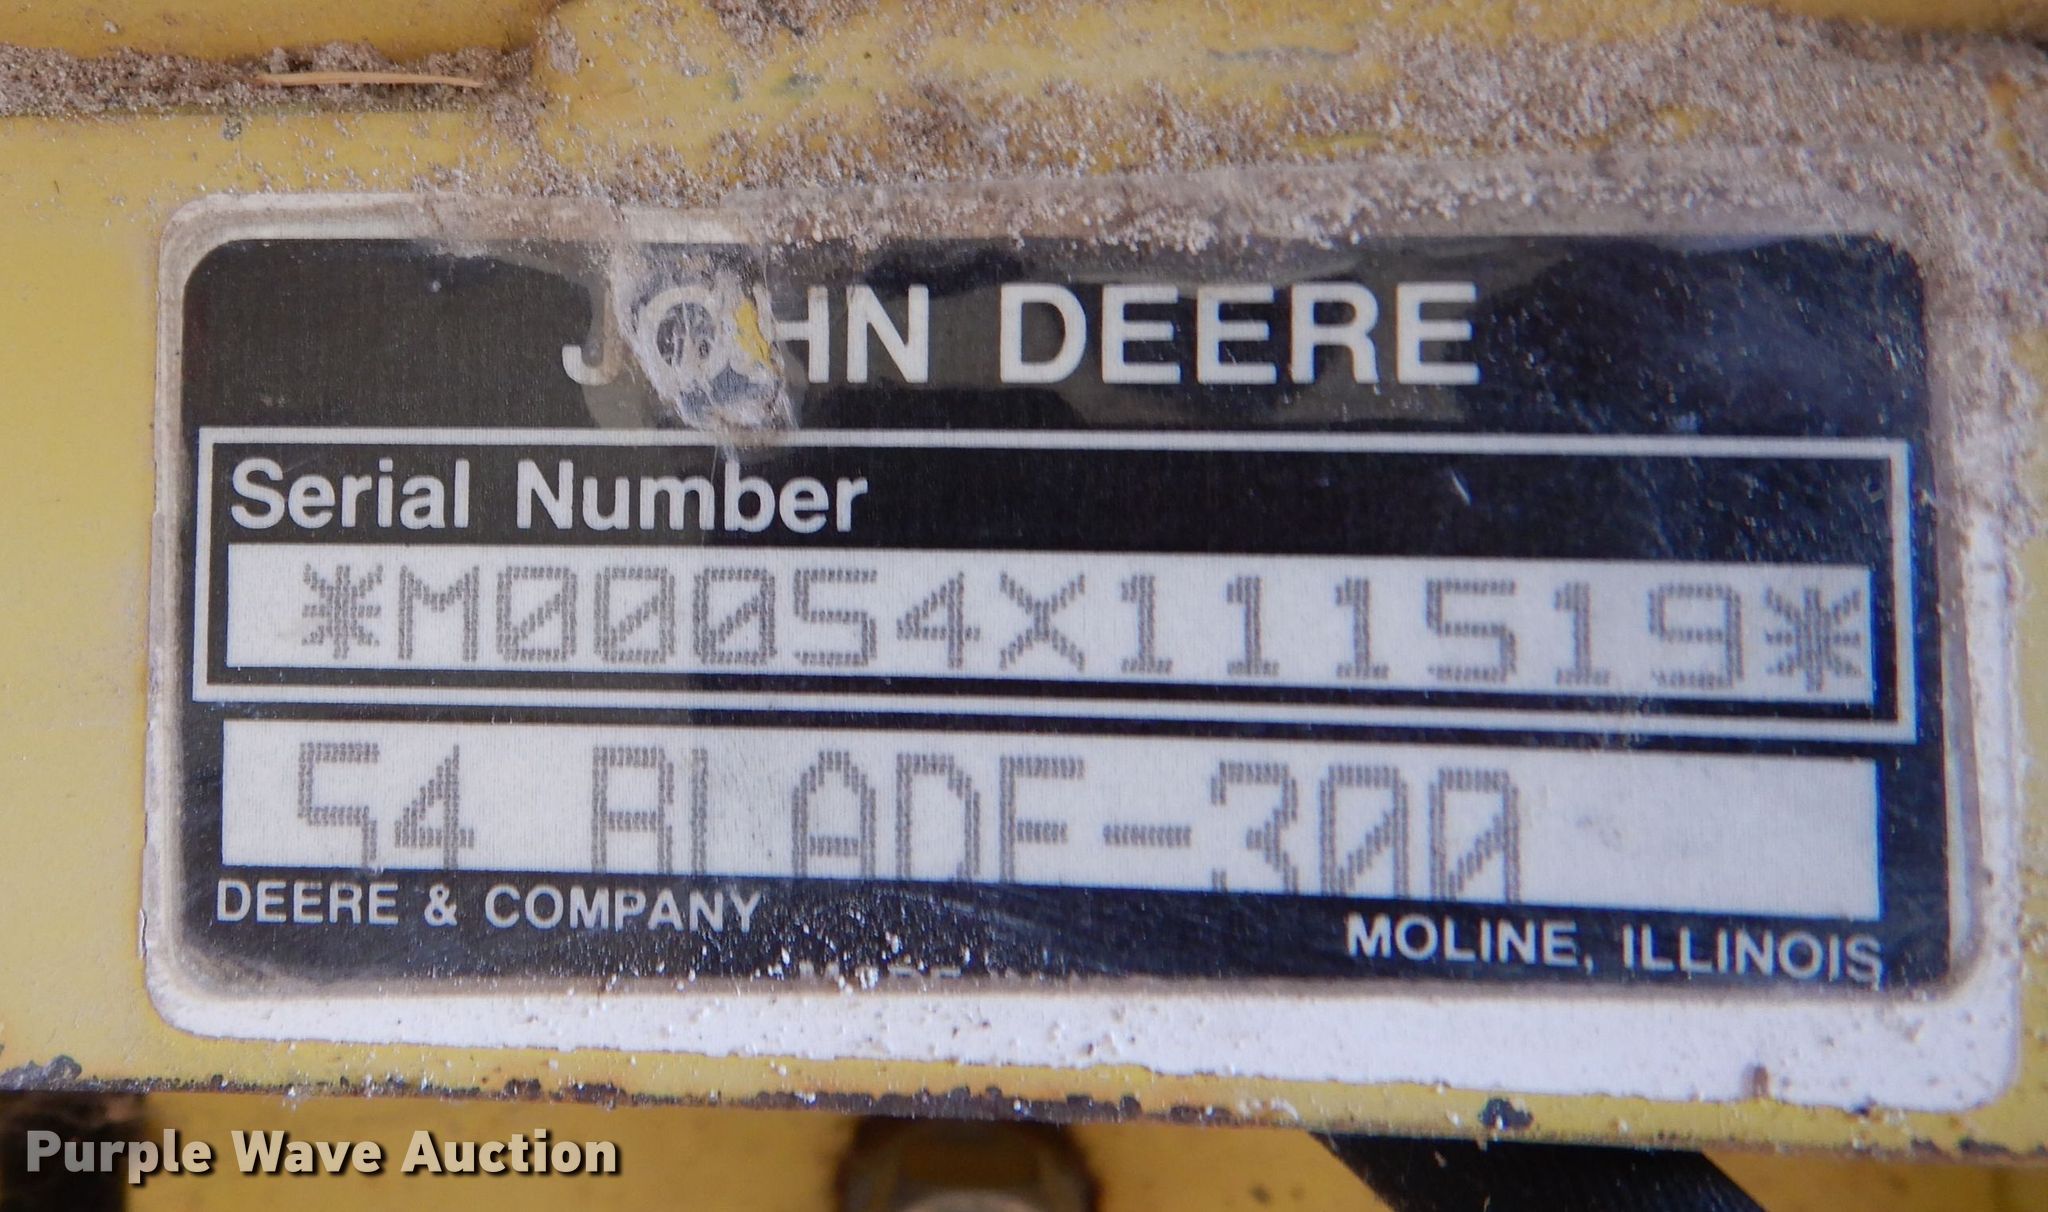 JOHN DEERE
Serial Number
*M00054X111519*
54 BLADE-300
DEERE & COMPANY
MOLINE, ILLINOIS
Purple Wave Auction